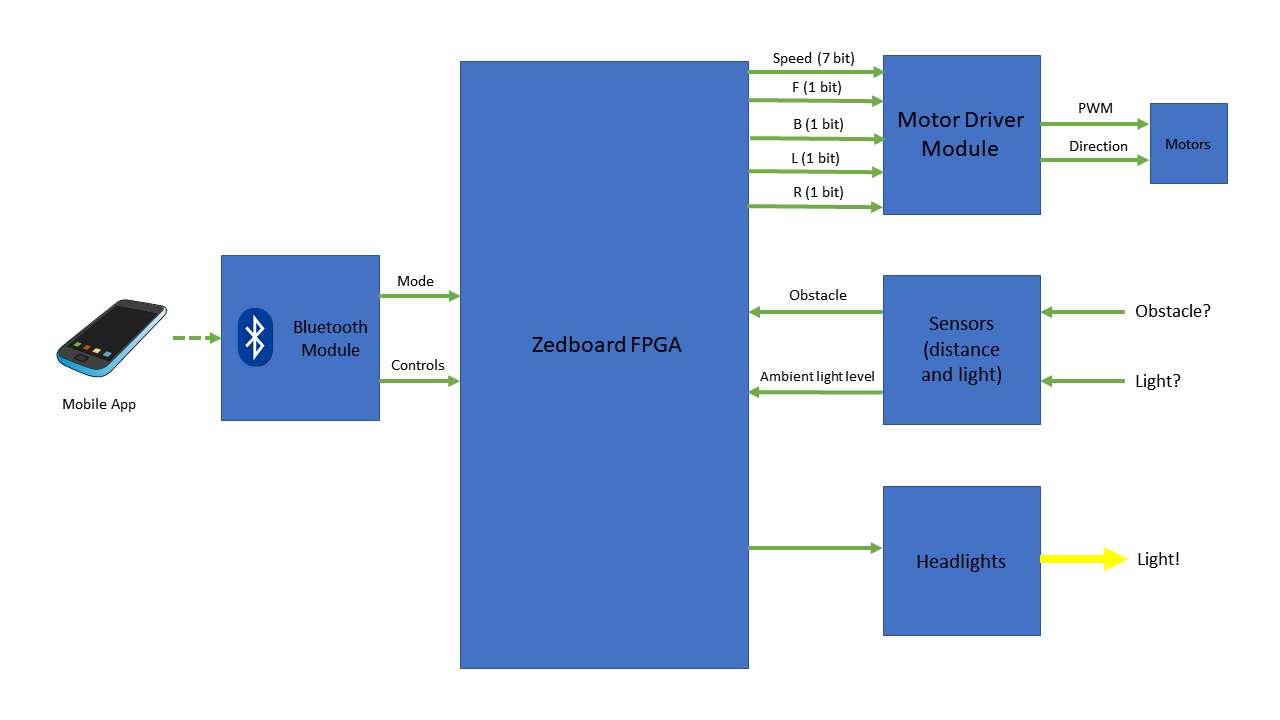 Speed (7 bit)
F (1 bit)
B (1 bit)
L (1 bit)
R (1 bit)
Motor Driver
Module
PWM
Direction
Motors
Mode
Controls
Bluetooth
Module
Mobile App
Zedboard FPGA
Obstacle
Ambient light level
Sensors
(distance
and light)
Obstacle?
Light?
Headlights
Light!